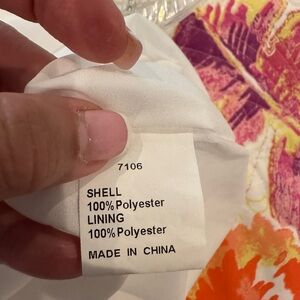 7106
SHELL
100% Polyester
LINING
100% Polyester
MADE IN CHINA